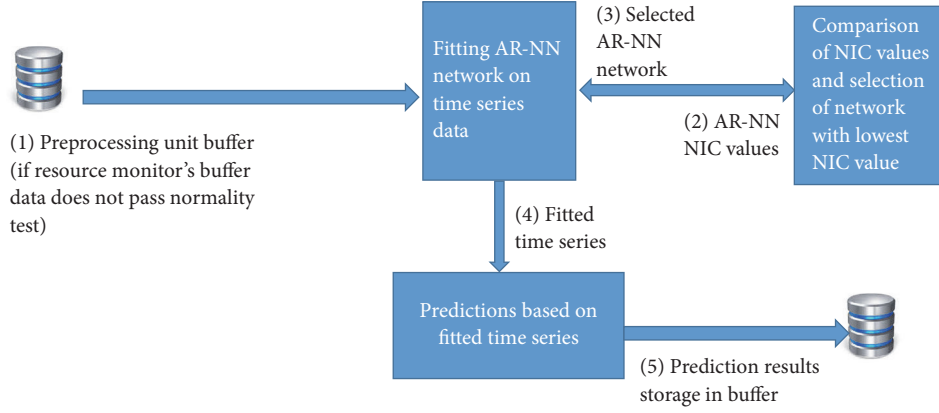 (1) Preprocessing unit buffer
(if resource monitor's buffer
data does not pass normality
test)
Fitting AR-NN
network on
time series
data
(3) Selected
AR-NN
network
(2) AR-NN
NIC values
Comparison
of NIC values
and selection
of network
with lowest
NIC value
(4) Fitted
time series
Predictions based on
fitted time series
(5) Prediction results
storage in buffer